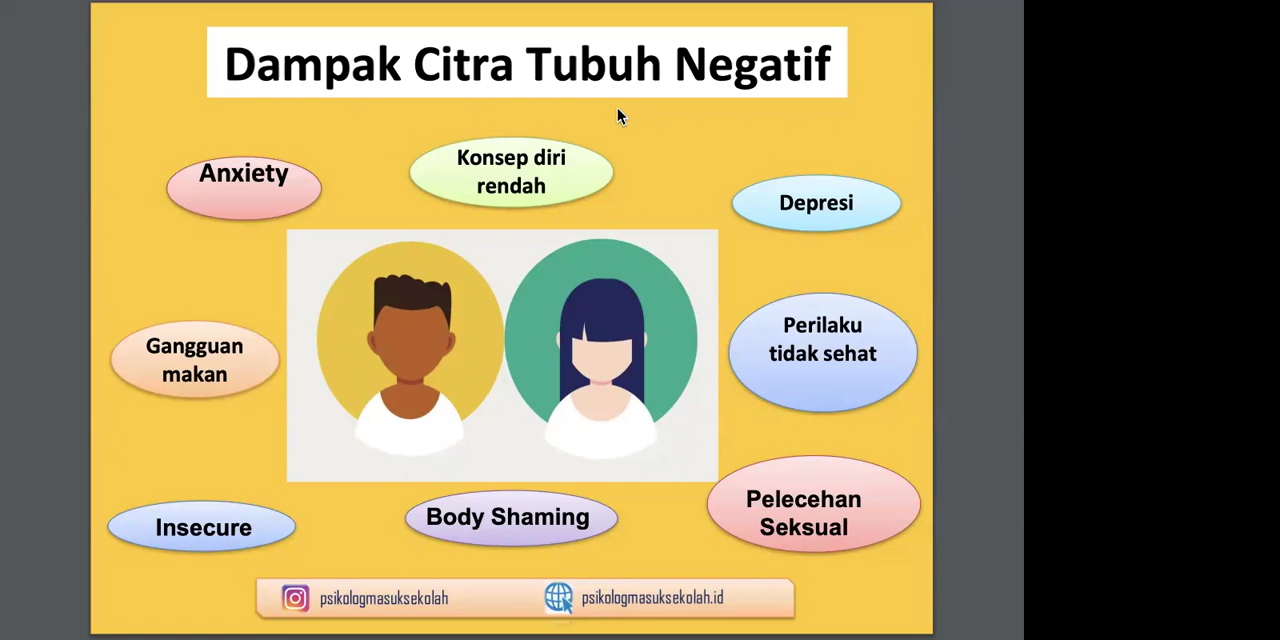 Dampak Citra Tubuh Negatif
Anxiety
Konsep diri
rendah
Depresi
Gangguan
makan
Perilaku
tidak sehat
Insecure
Body Shaming
Pelecehan
Seksual
psikologmasuksekolah
psikologmasuksekolah.id